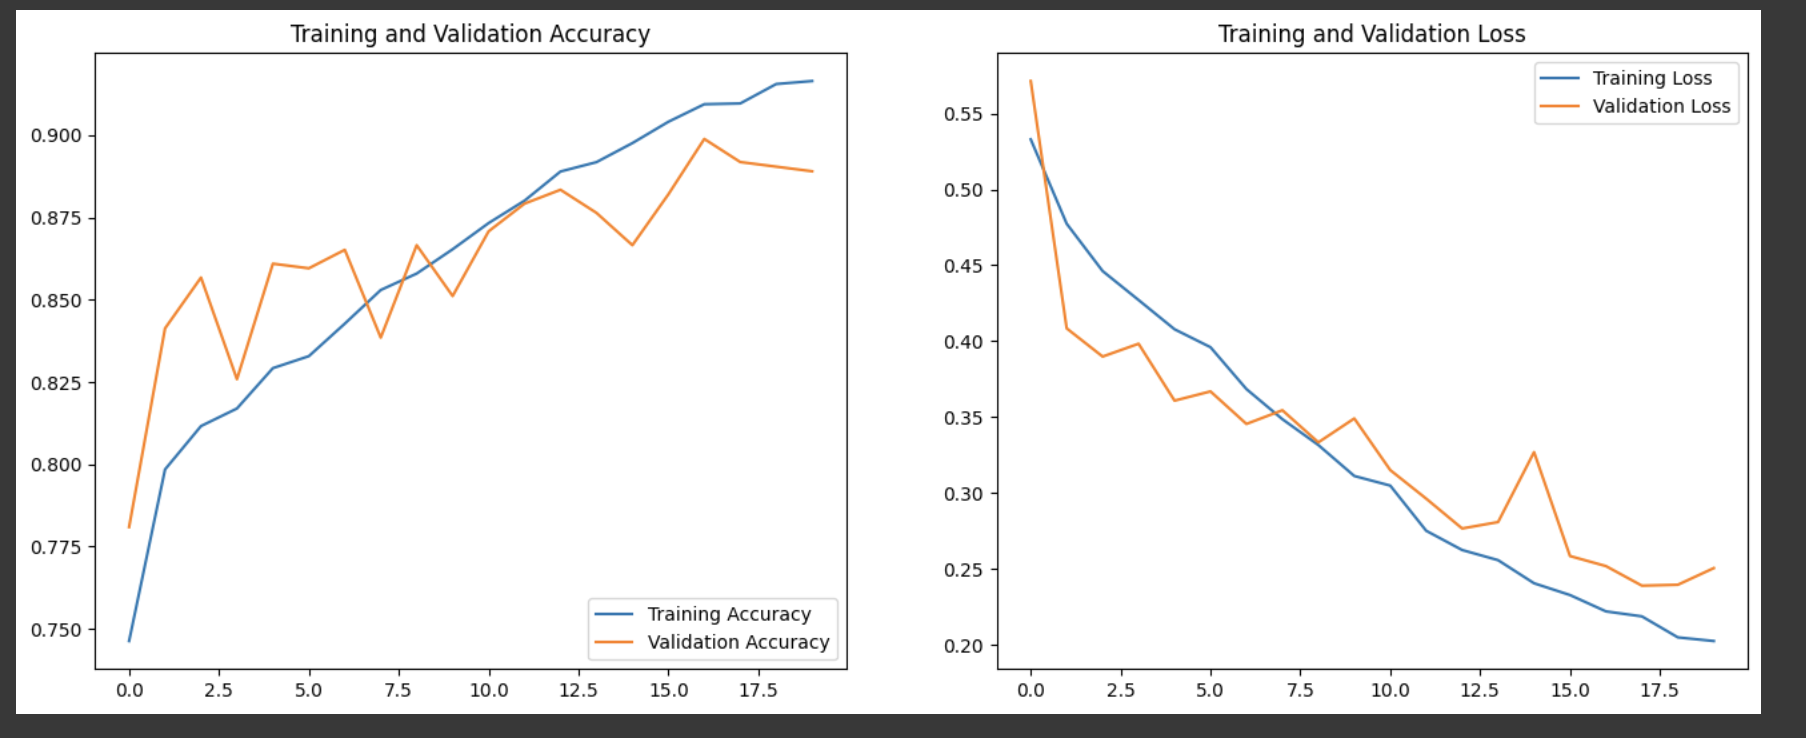 Training and Validation Accuracy
0.900
0.875
0.850
0.825
0.800
0.775
0.750
Training Accuracy
Validation Accuracy
0.0 2.5 5.0 7.5 10.0 12.5 15.0 17.5
Training and Validation Loss
Training Loss
Validation Loss
0.55
0.50
0.45
0.40
0.35
0.30
0.25
0.20
0.0 2.5 5.0 7.5 10.0 12.5 15.0 17.5